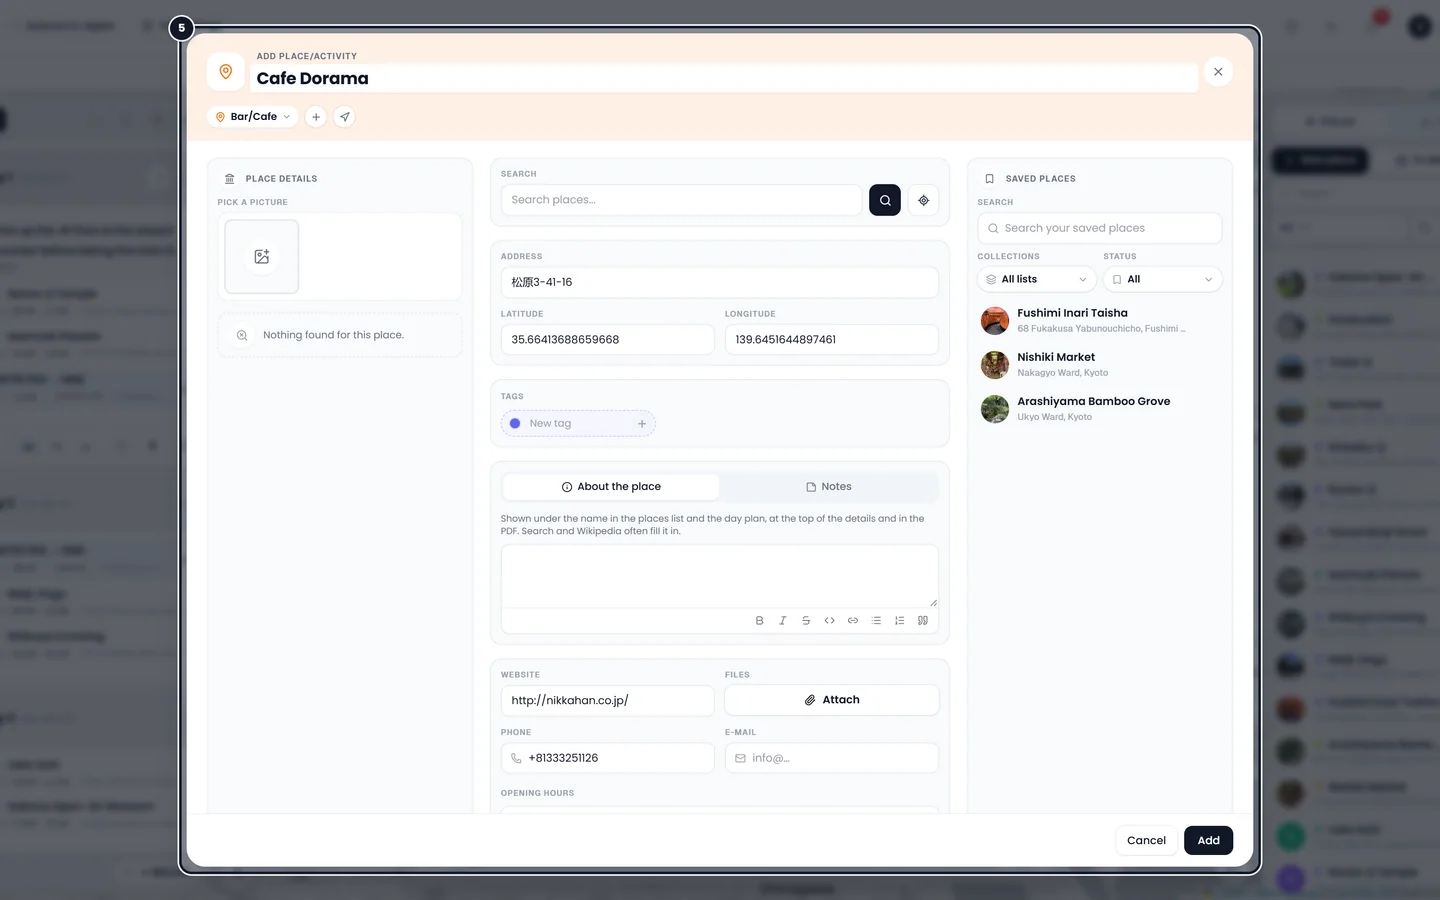 5
ADD PLACE/ACTIVITY
Cafe Dorama
Bar/Cafe
PLACE DETAILS
PICK A PICTURE
Nothing found for this place.
SEARCH
Search places...
ADDRESS
松原3-41-16
LATITUDE
LONGITUDE
35.66413688659668
139.6451644897461
TAGS
New tag
About the place
Notes
Shown under the name in the places list and the day plan, at the top of the details and in the
PDF. Search and Wikipedia often fill it in.
WEBSITE
FILES
http://nikkahan.co.jp/
Attach
PHONE
E-MAIL
+81333251126
info@...
OPENING HOURS
SAVED PLACES
SEARCH
Search your saved places
COLLECTIONS
STATUS
All lists
All
Fushimi Inari Taisha
68 Fukakusa Yabunouchicho, Fushimi ...
Nishiki Market
Nakagyo Ward, Kyoto
Arashiyama Bamboo Grove
Ukyo Ward, Kyoto
Cancel
Add